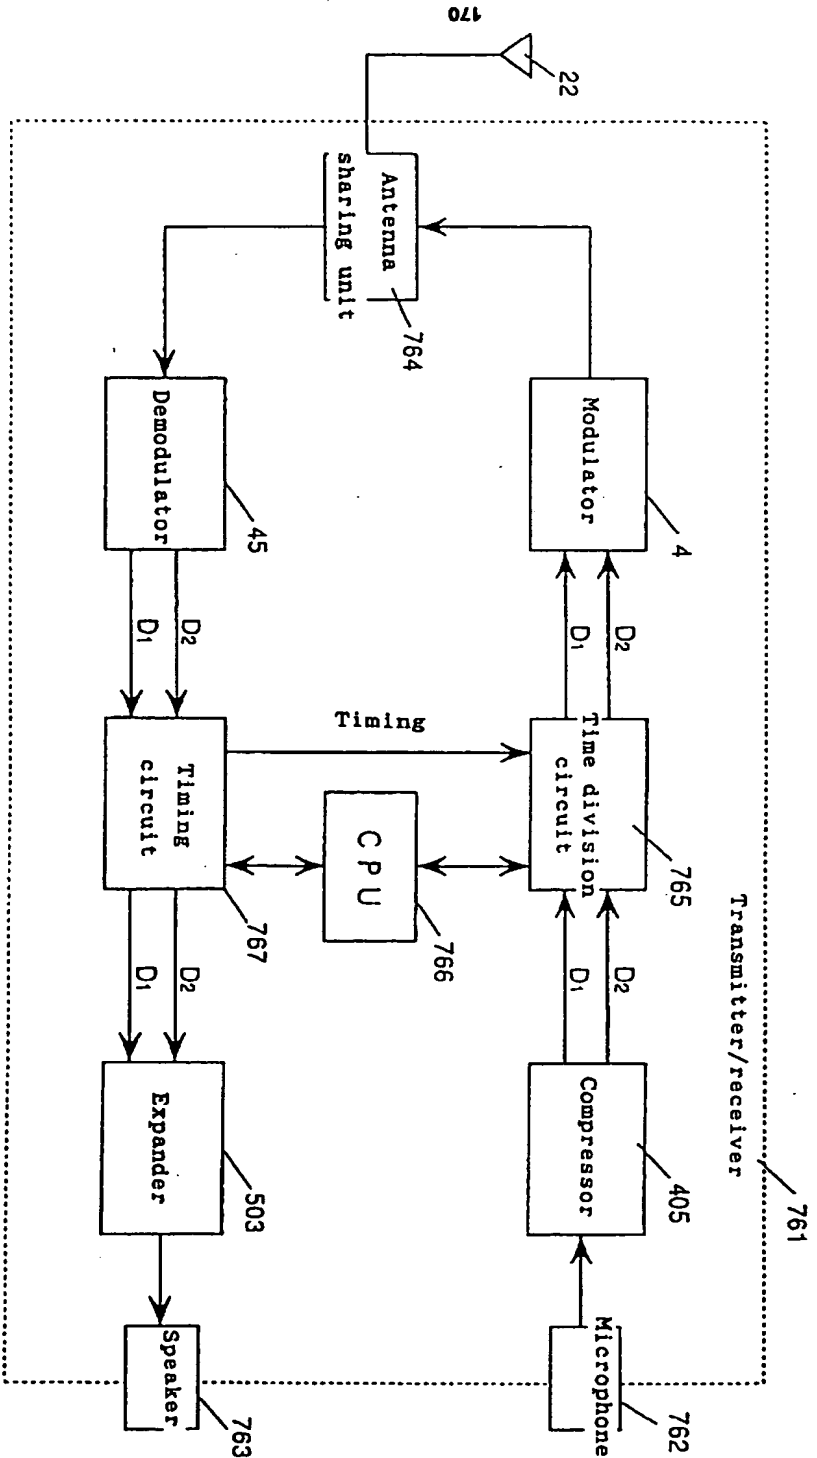 170
22
Transmitter/receiver
761
Antenna
sharing unit
764
Modulator
4
D2
D1
Time division
circuit
765
D2
D1
Compressor
405
Microphone
762
Timing
CPU
766
Demodulator
45
D2
D1
Timing
circuit
767
D2
D1
Expander
503
Speaker
763